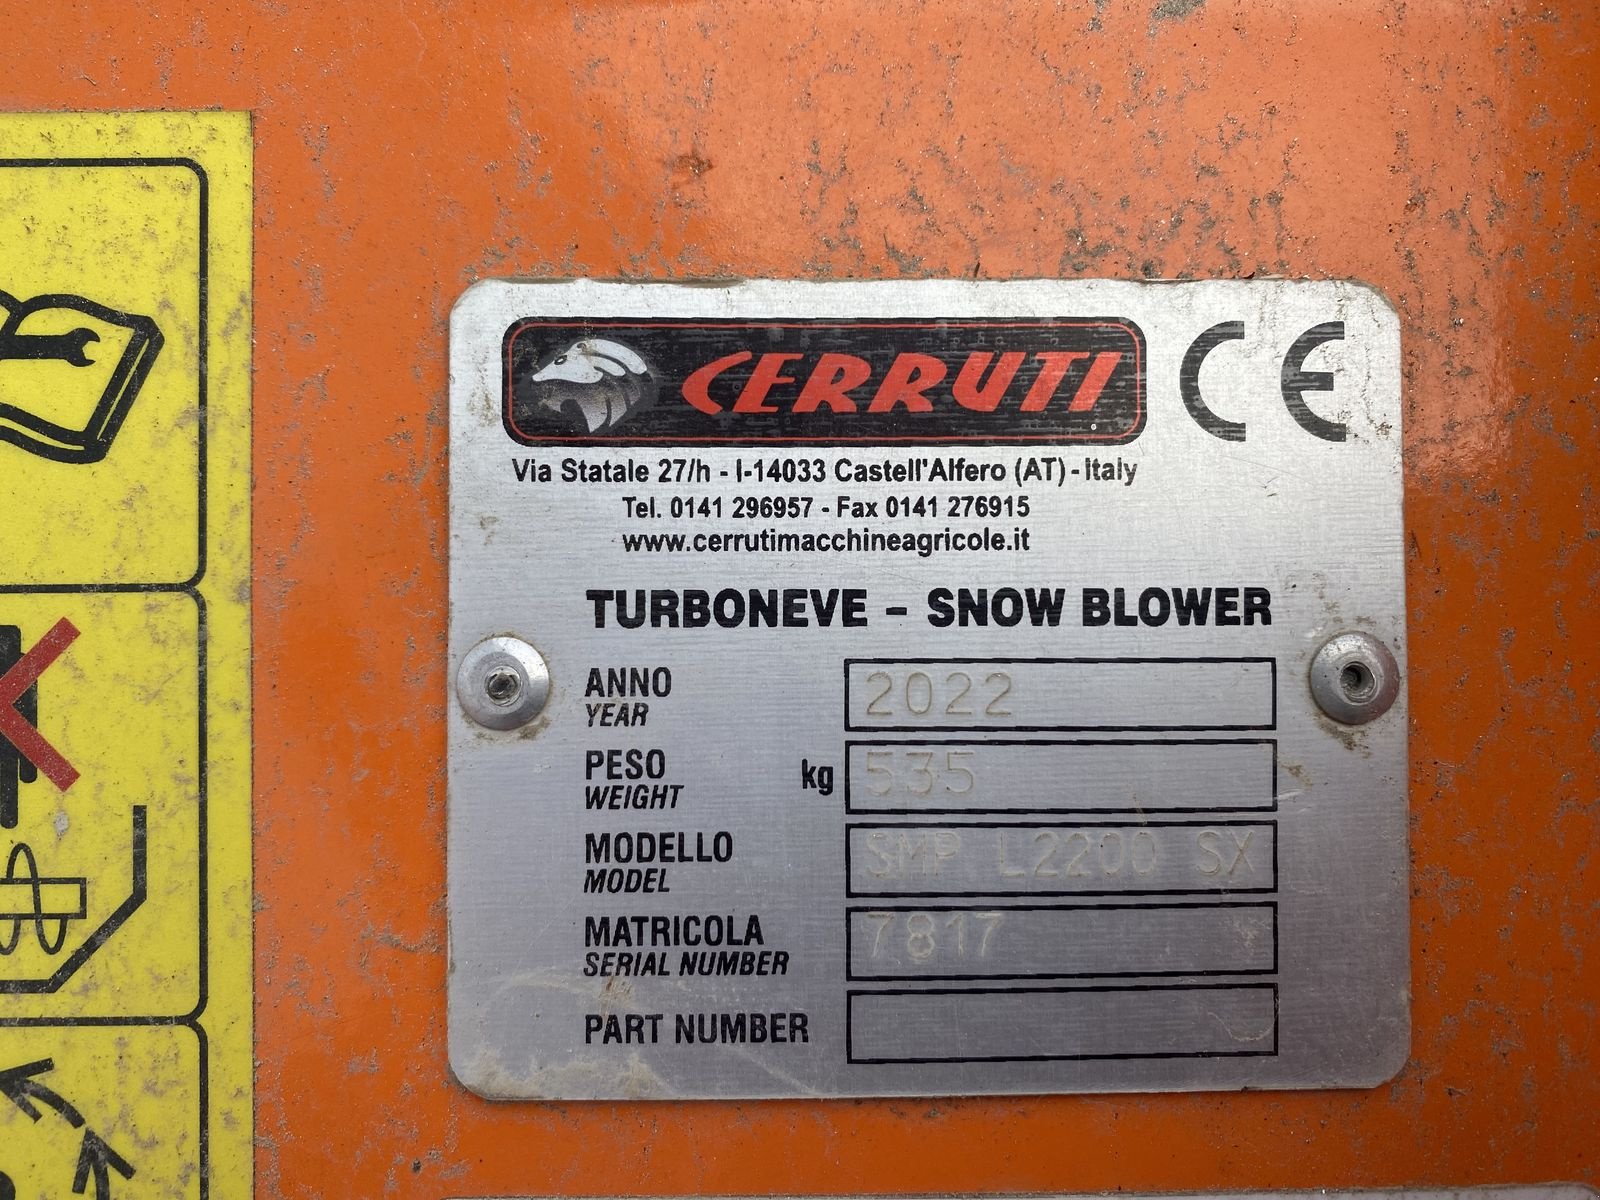 CERRUTI CE
Via Statale 27/h - I-14033 Castell'Alfero (AT) - Italy
Tel. 0141 296957 - Fax 0141 276915
www.cerrutimacchineagricole.it
TURBONEVE - SNOW BLOWER
ANNO 2022
YEAR
PESO kg 535
WEIGHT
MODELLO SMP L2200 SX
MODEL
MATRICOLA 7817
SERIAL NUMBER
PART NUMBER